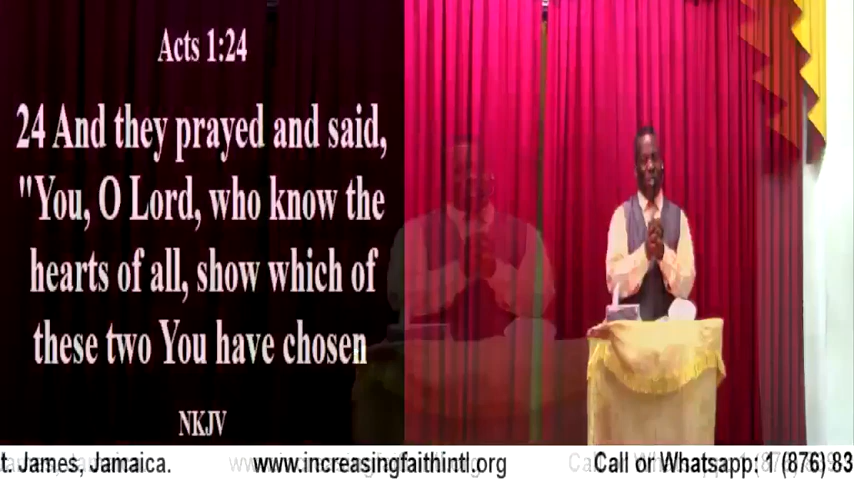 Acts 1:24
24 And they prayed and said,
"You, O Lord, who know the
hearts of all, show which of
these two You have chosen
NKJV
t. James, Jamaica. www.increasingfaithintl.org Call or Whatsapp: 1 (876) 83